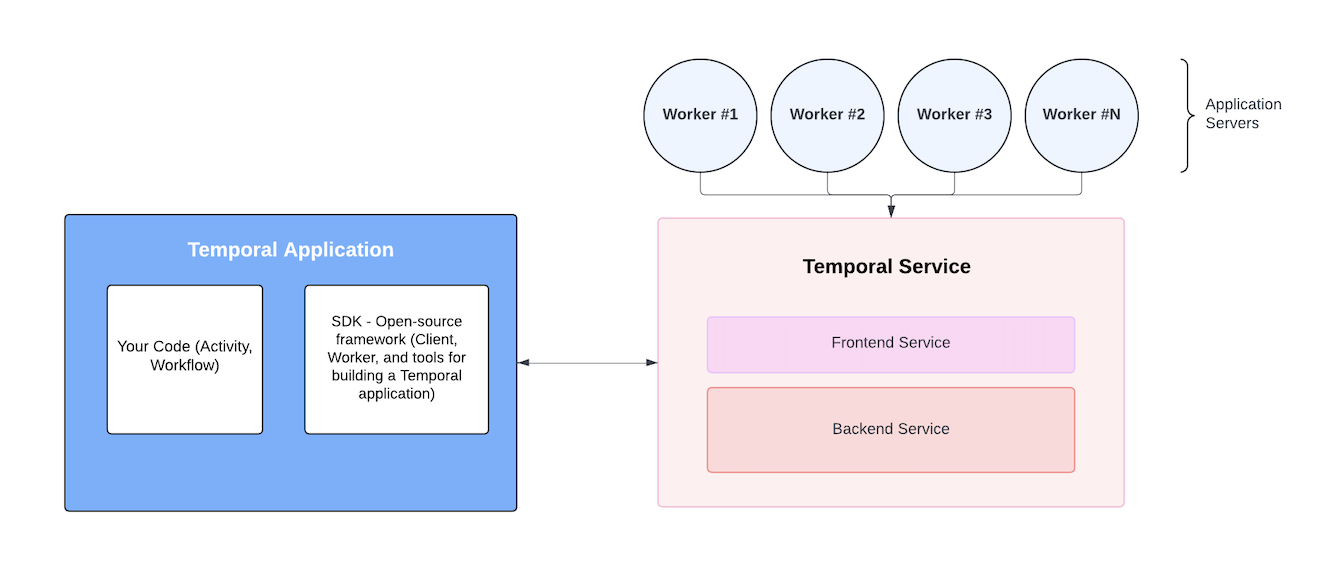 Worker #1
Worker #2
Worker #3
Worker #N
Application
Servers
Temporal Application
Your Code (Activity,
Workflow)
SDK - Open-source
framework (Client,
Worker, and tools for
building a Temporal
application)
Temporal Service
Frontend Service
Backend Service